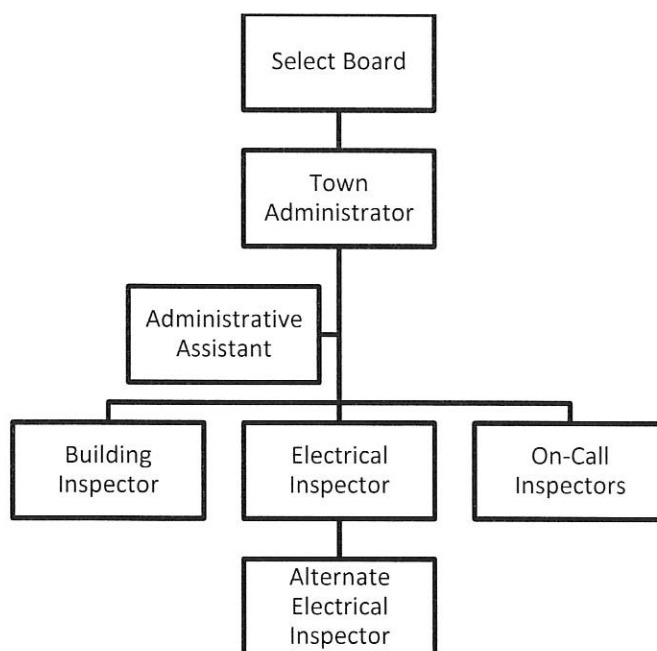 Select Board
Town
Administrator
Administrative
Assistant
Building
Inspector
Electrical
Inspector
On-Call
Inspectors
Alternate
Electrical
Inspector